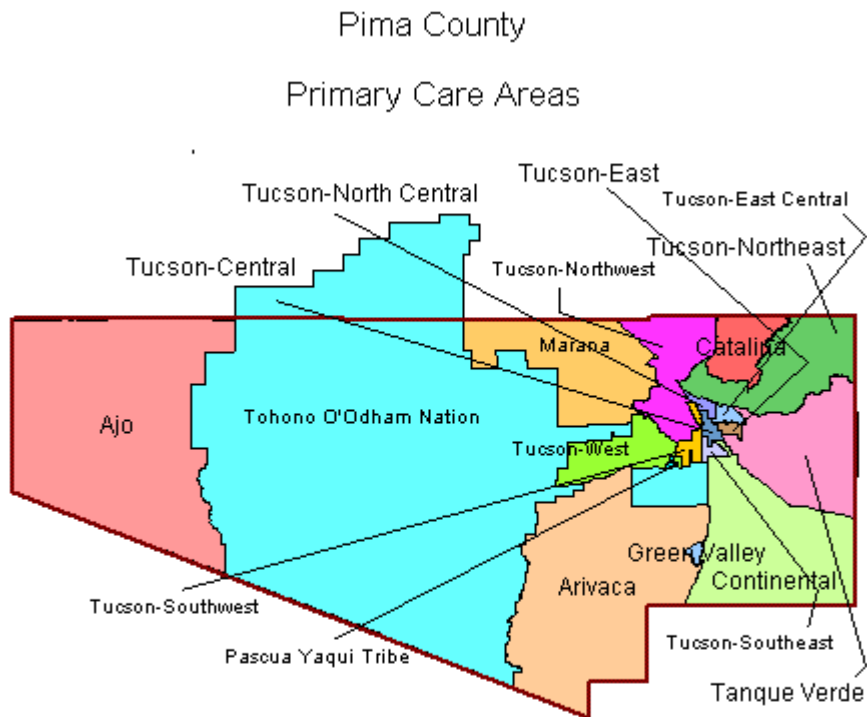 Pima County
Primary Care Areas
Tucson-East
Tucson-North Central
Tucson-East Central
Tucson-Northeast
Tucson-Central
Tucson-Northwest
Marana
Catalina
Ajo
Tohono O'Odham Nation
Tucson-West
Green Valley
Arivaca
Continental
Tucson-Southwest
Tucson-Southeast
Pascua Yaqui Tribe
Tanque Verde